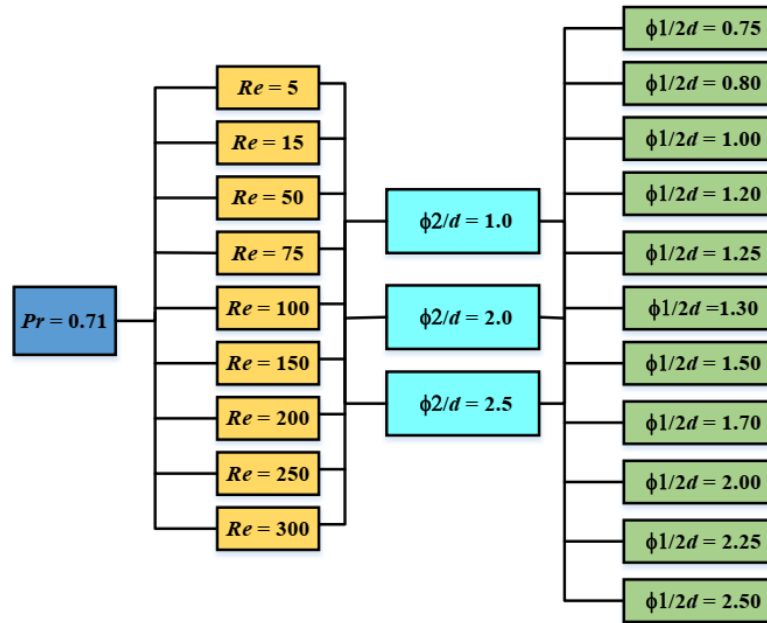 Pr = 0.71
Re = 5
Re = 15
Re = 50
Re = 75
Re = 100
Re = 150
Re = 200
Re = 250
Re = 300
ϕ2/d = 1.0
ϕ2/d = 2.0
ϕ2/d = 2.5
ϕ1/2d = 0.75
ϕ1/2d = 0.80
ϕ1/2d = 1.00
ϕ1/2d = 1.20
ϕ1/2d = 1.25
ϕ1/2d =1.30
ϕ1/2d = 1.50
ϕ1/2d = 1.70
ϕ1/2d = 2.00
ϕ1/2d = 2.25
ϕ1/2d = 2.50